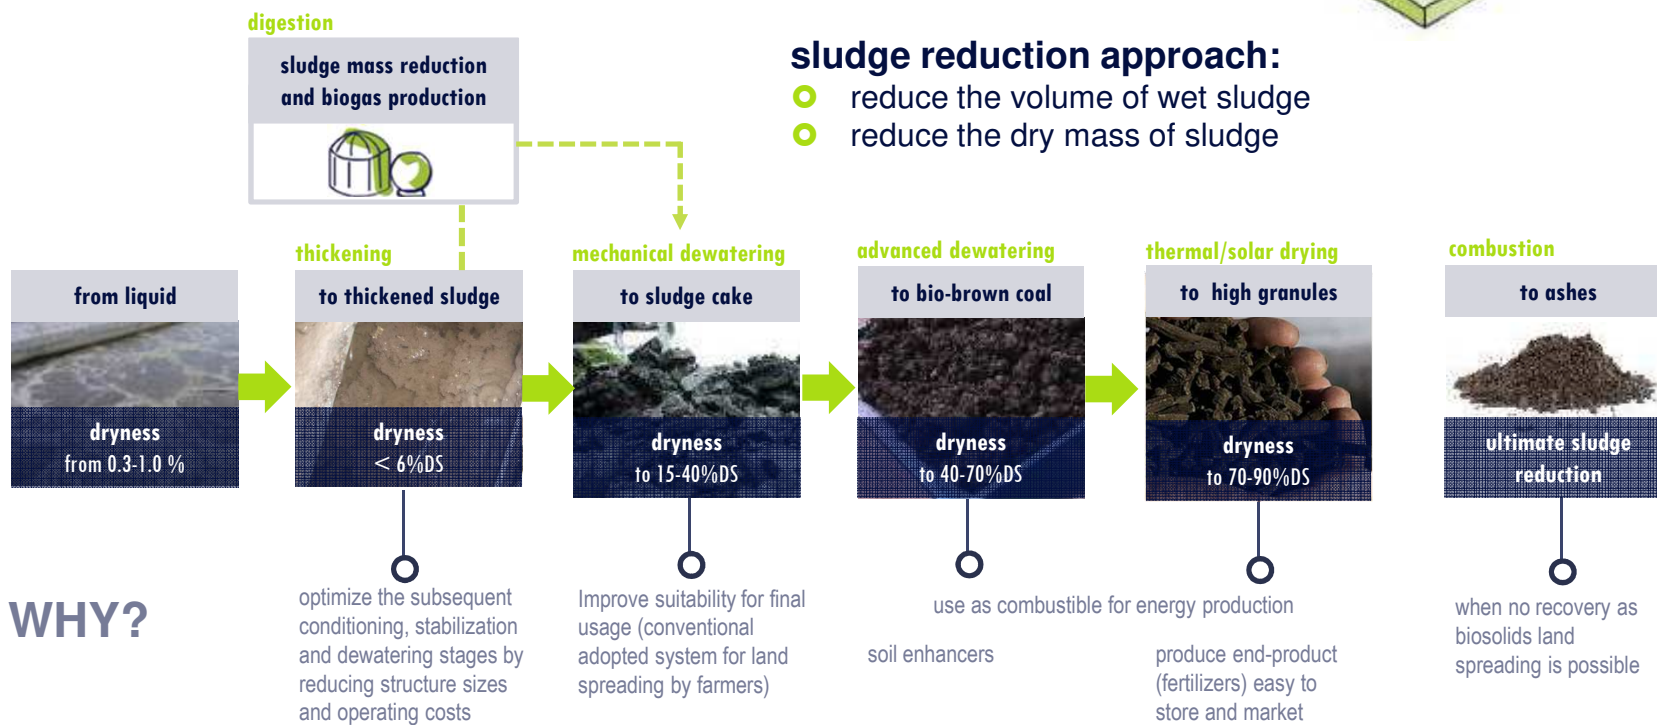 digestion
sludge mass reduction
and biogas production
sludge reduction approach:
reduce the volume of wet sludge
reduce the dry mass of sludge
from liquid
dryness
from 0.3-1.0 %
thickening
to thickened sludge
dryness
< 6%DS
mechanical dewatering
to sludge cake
dryness
to 15-40%DS
advanced dewatering
to bio-brown coal
dryness
to 40-70%DS
thermal/solar drying
to high granules
dryness
to 70-90%DS
combustion
to ashes
ultimate sludge
reduction
WHY?
optimize the subsequent
conditioning, stabilization
and dewatering stages by
reducing structure sizes
and operating costs
Improve suitability for final
usage (conventional
adopted system for land
spreading by farmers)
use as combustible for energy production
soil enhancers
produce end-product
(fertilizers) easy to
store and market
when no recovery as
biosolids land
spreading is possible